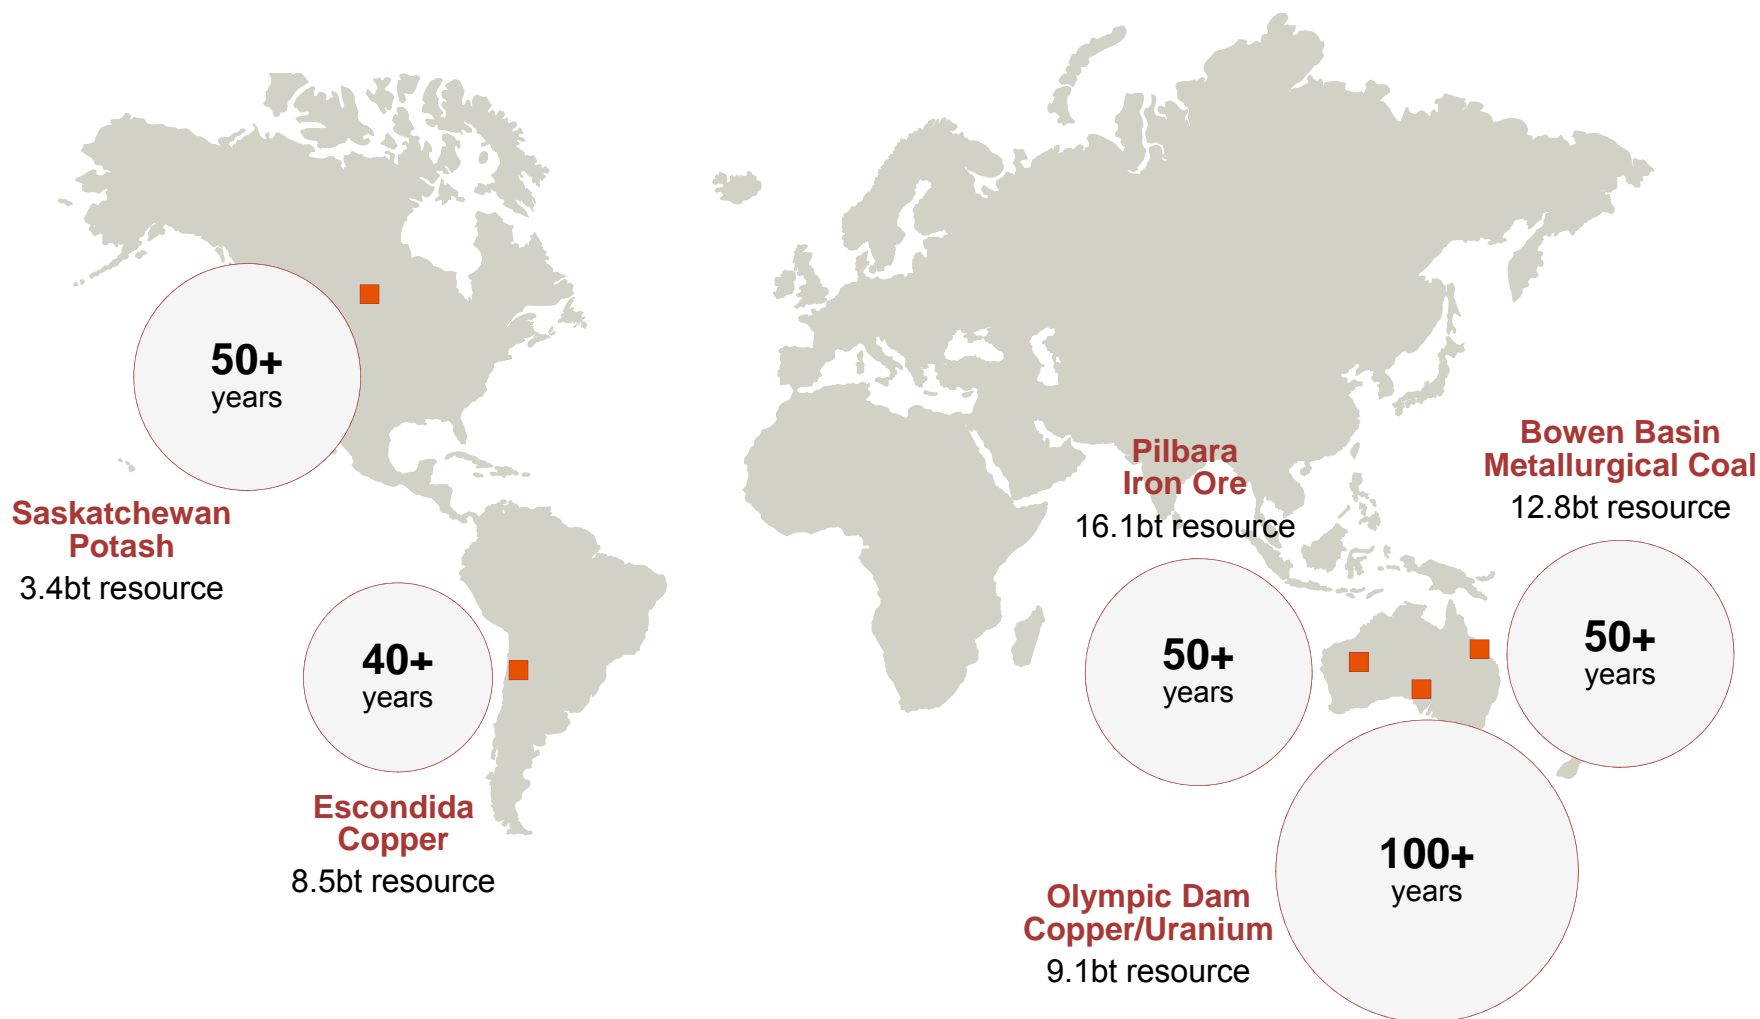 50+
years
Saskatchewan
Potash
3.4bt resource
40+
years
Escondida
Copper
8.5bt resource
Pilbara
Iron Ore
16.1bt resource
50+
years
Bowen Basin
Metallurgical Coal
12.8bt resource
50+
years
100+
years
Olympic Dam
Copper/Uranium
9.1bt resource